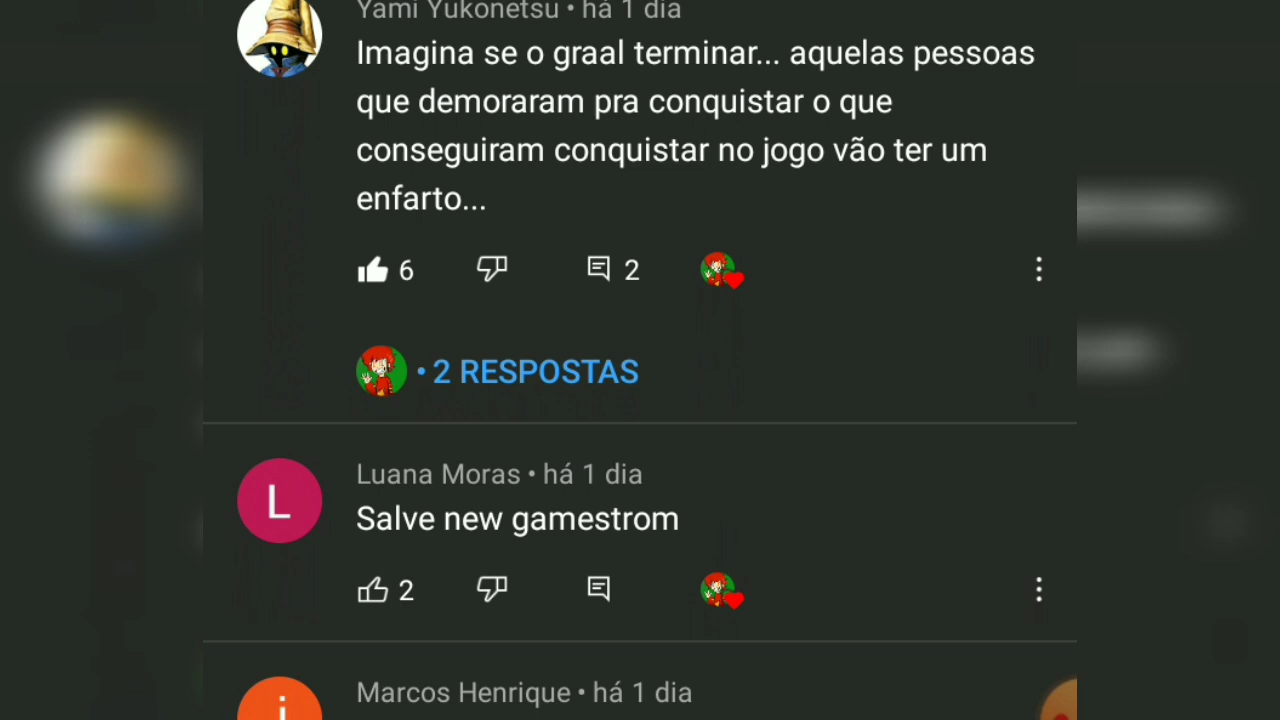 Yami Yukonetsu • há 1 dia
Imagina se o graal terminar... aquelas pessoas
que demoraram pra conquistar o que
conseguiram conquistar no jogo vão ter um
enfarto...
6 2
• 2 RESPOSTAS
L
Luana Moras • há 1 dia
Salve new gamestrom
2
i
Marcos Henrique • há 1 dia